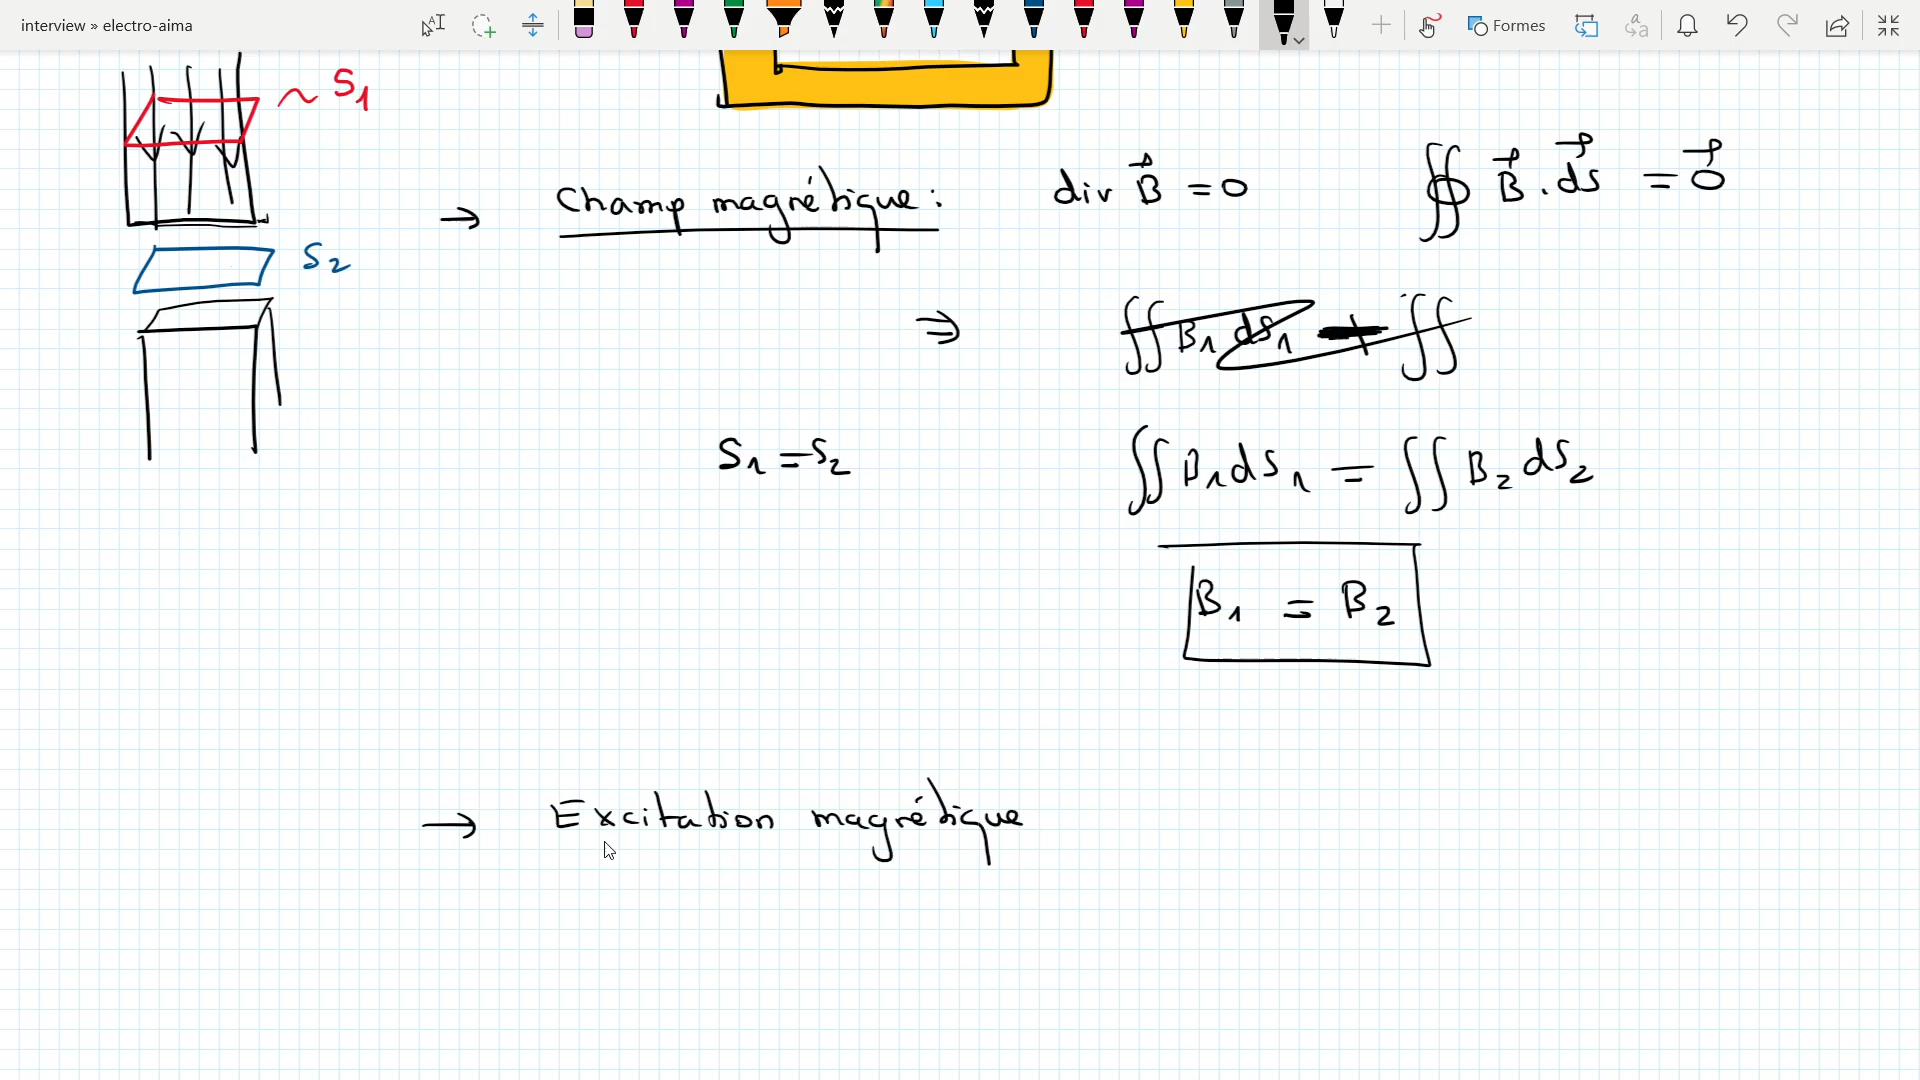 interview » electro-aima
Formes
~ S1
→ Champ magnétique : div B⃗ = 0 ∯ B⃗ . ds⃗ = 0⃗
S2
⇒ ∬ B1 dS1 + ∬
S1 = S2 ∬ B1 dS1 = ∬ B2 dS2
B1 = B2
→ Excitation magnétique